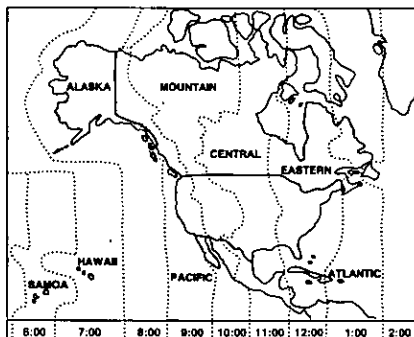 ALASKA MOUNTAIN
CENTRAL
EASTERN
HAWAII
SAMOA
PACIFIC
ATLANTIC
6:00 7:00 8:00 9:00 10:00 11:00 12:00 1:00 2:00